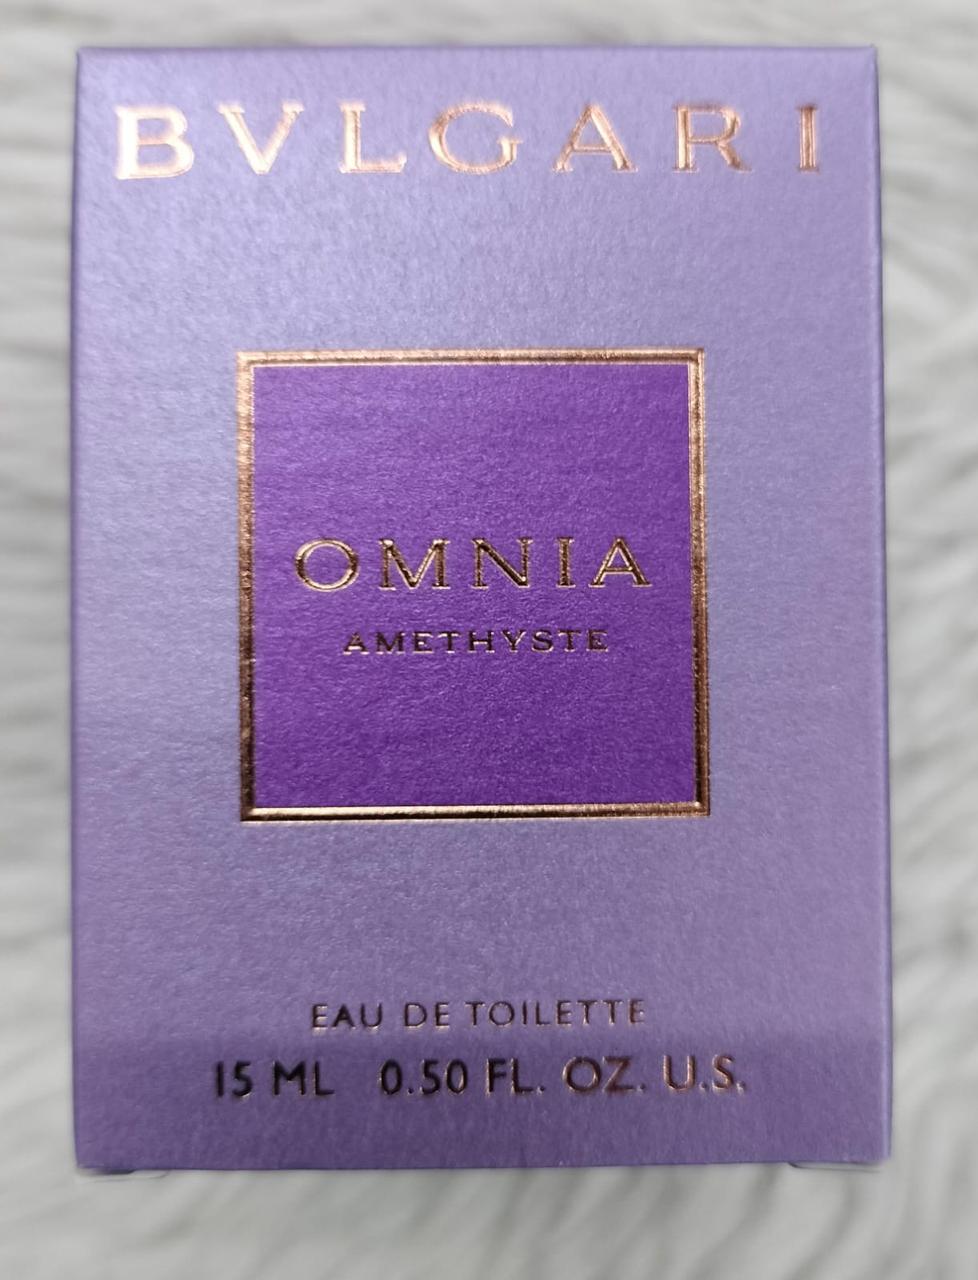 BVLGARI
OMNIA
AMETHYSTE
EAU DE TOILETTE
15 ML 0.50 FL. OZ. U.S.